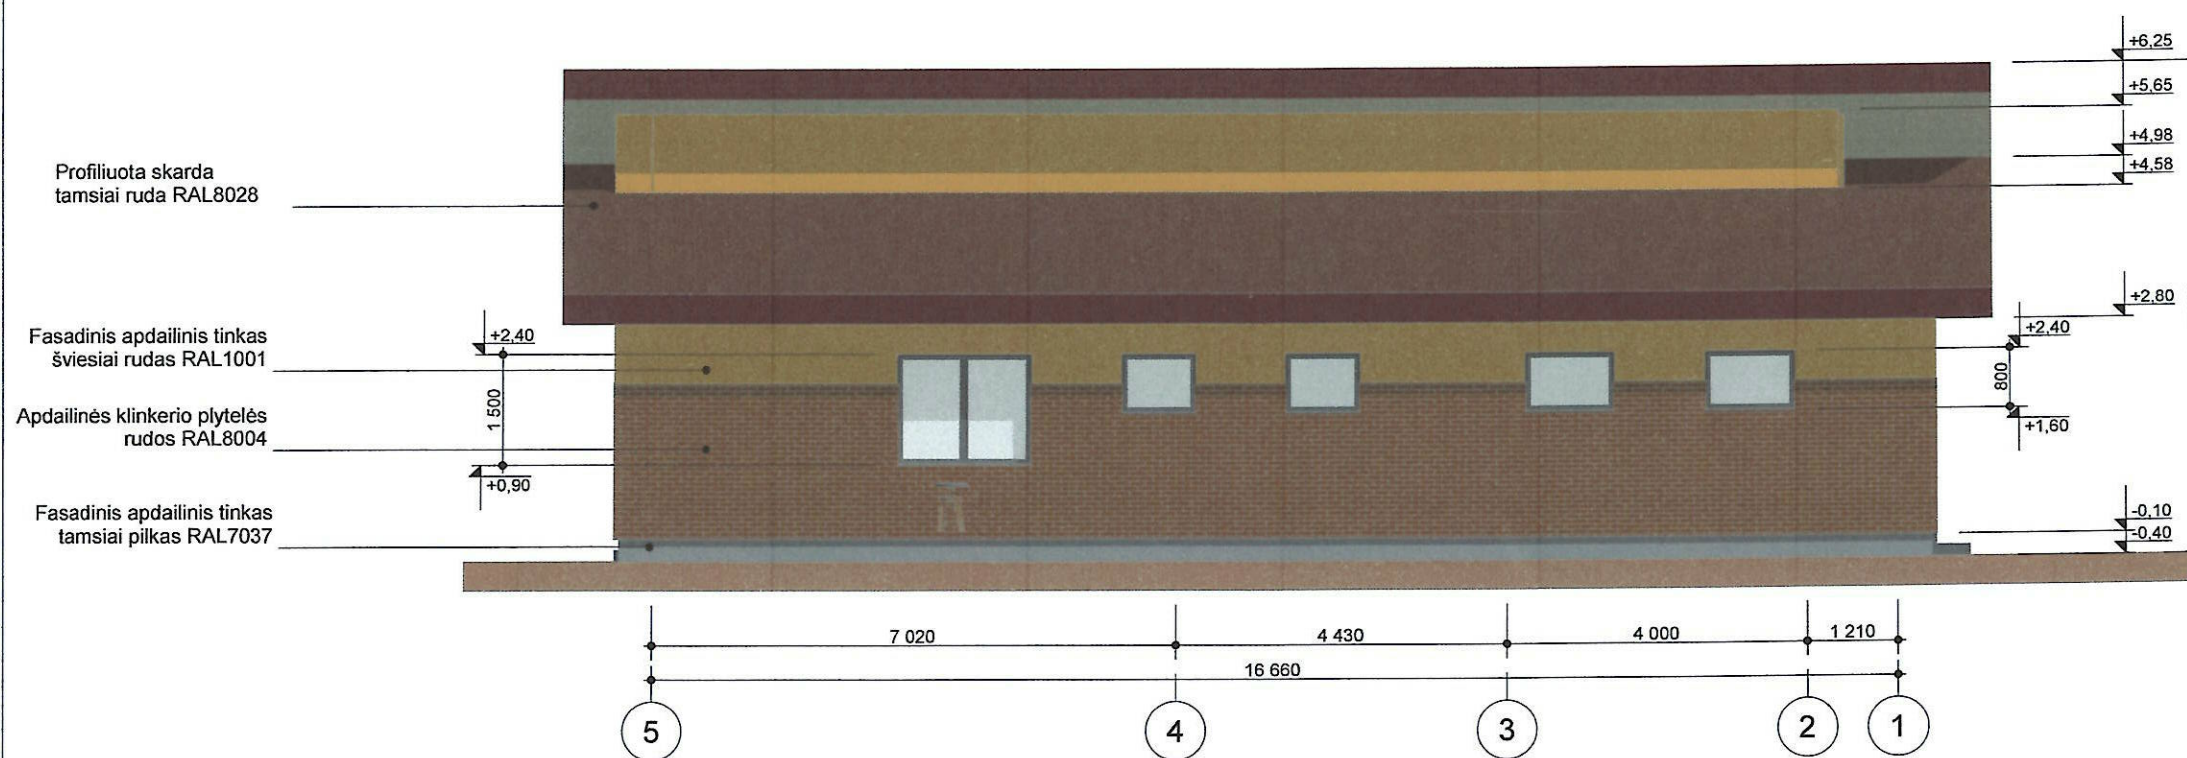 +6,25
+5,65
+4,98
+4,58
Profiliuota skarda
tamsiai ruda RAL8028
+2,80
Fasadinis apdailinis tinkas
šviesiai rudas RAL1001
+2,40
1 500
+0,90
+2,40
800
+1,60
Apdailinės klinkerio plytelės
rudos RAL8004
Fasadinis apdailinis tinkas
tamsiai pilkas RAL7037
-0,10
-0,40
7 020
4 430
4 000
1 210
16 660
5
4
3
2
1